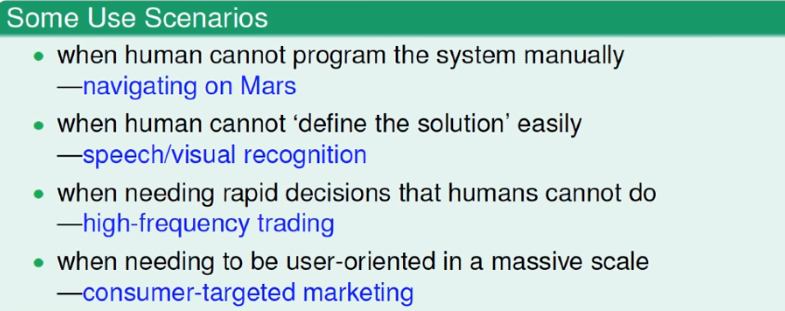 Some Use Scenarios
• when human cannot program the system manually
—navigating on Mars
• when human cannot ‘define the solution’ easily
—speech/visual recognition
• when needing rapid decisions that humans cannot do
—high-frequency trading
• when needing to be user-oriented in a massive scale
—consumer-targeted marketing